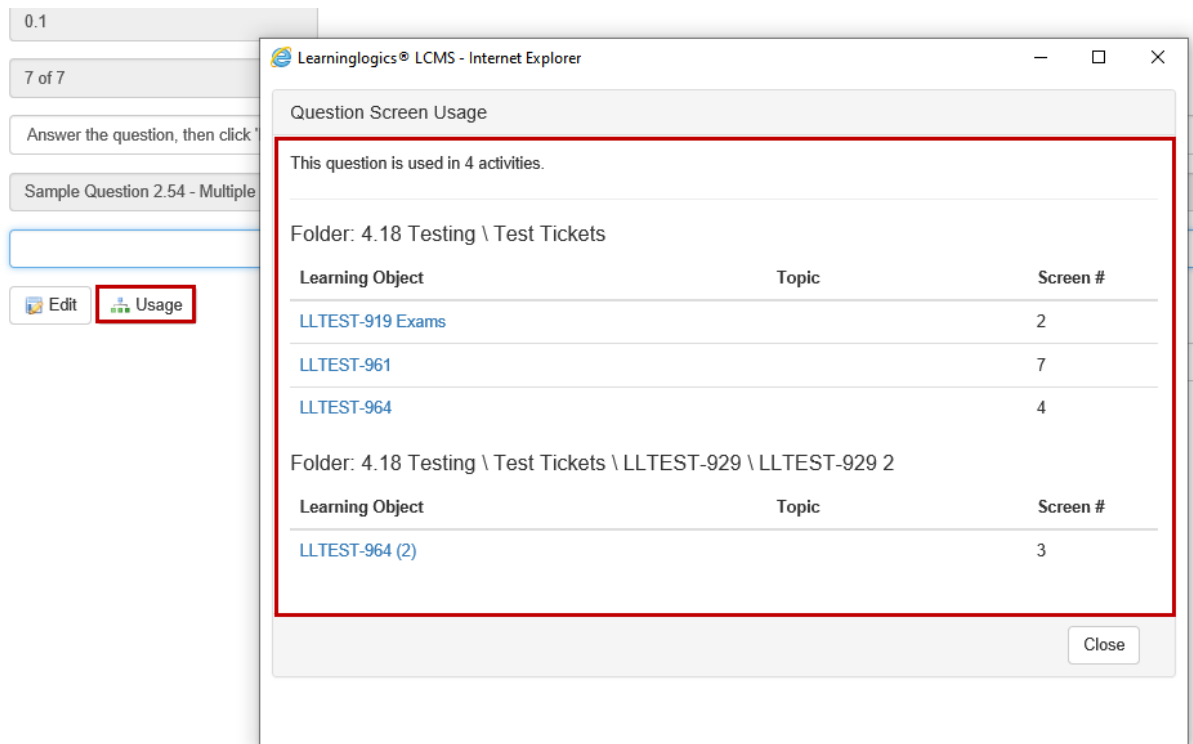 0.1
7 of 7
Answer the question, then click '
Sample Question 2.54 - Multiple
Edit Usage
Learninglogics® LCMS - Internet Explorer
Question Screen Usage
This question is used in 4 activities.
Folder: 4.18 Testing \ Test Tickets
Learning Object Topic Screen #
LLTEST-919 Exams 2
LLTEST-961 7
LLTEST-964 4
Folder: 4.18 Testing \ Test Tickets \ LLTEST-929 \ LLTEST-929 2
Learning Object Topic Screen #
LLTEST-964 (2) 3
Close